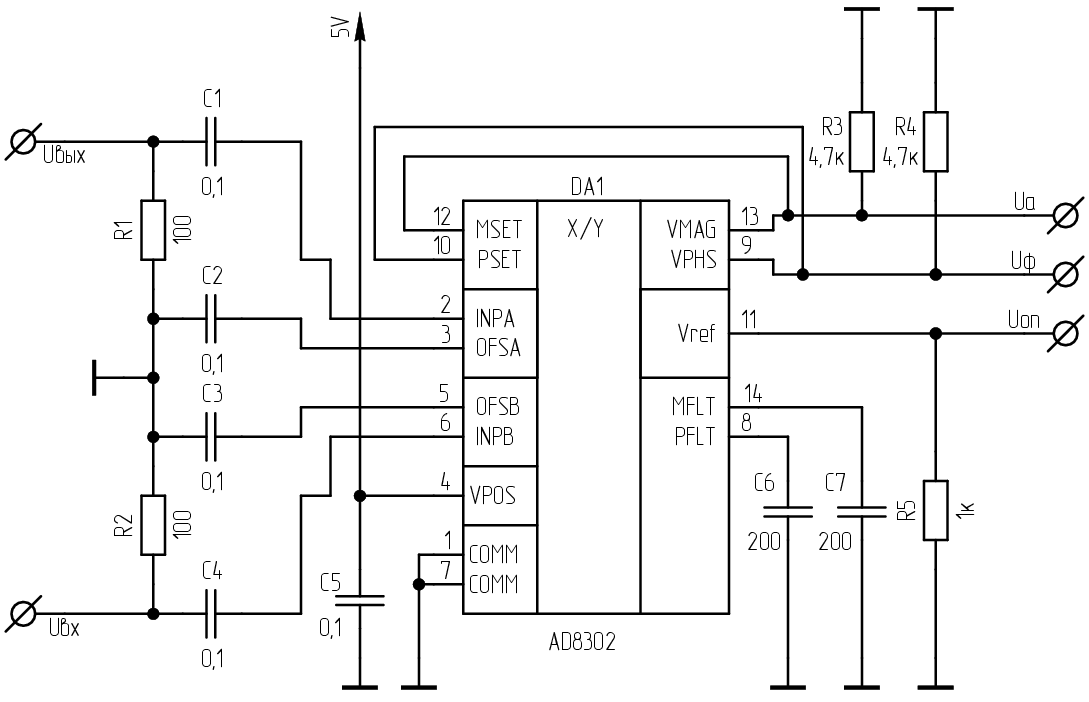 5V
C1
R3
4,7к
R4
4,7к
Uвых
0,1
DA1
R1
100
12
MSET
X/Y
VMAG
13
Uа
10
PSET
VPHS
9
Uф
C2
2
INPA
3
OFSA
Vref
11
Uоп
0,1
C3
5
OFSB
MFLT
14
6
INPB
PFLT
8
0,1
4
VPOS
C6
C7
R2
100
R5
1к
1
COMM
200
200
C4
C5
7
COMM
Uвх
0,1
0,1
AD8302